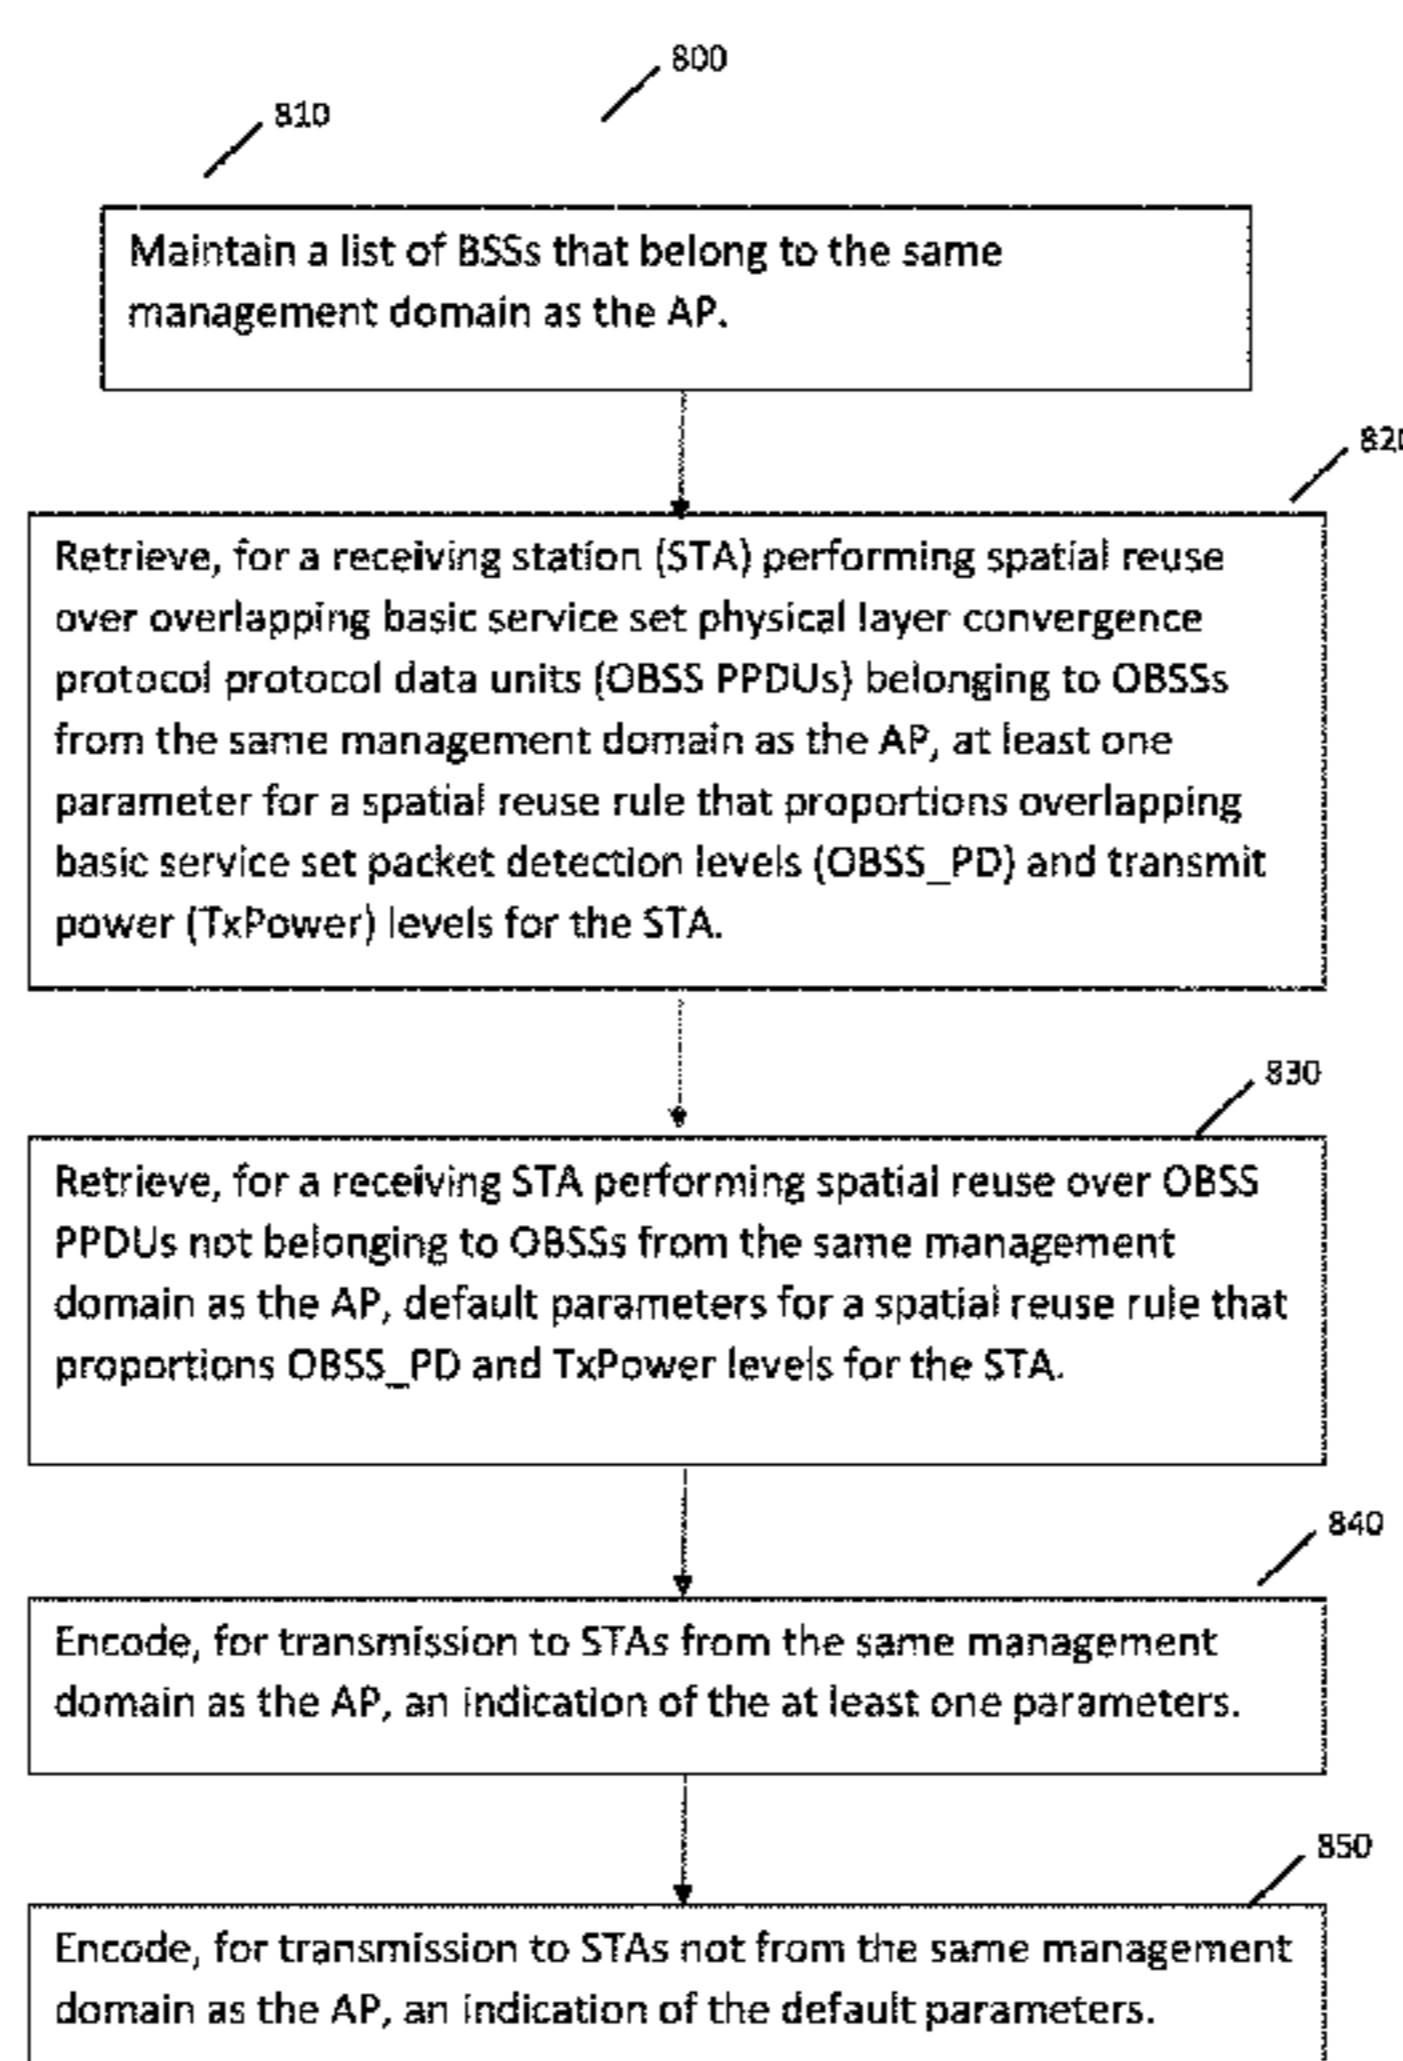 800
810
Maintain a list of BSSs that belong to the same
management domain as the AP.
820
Retrieve, for a receiving station (STA) performing spatial reuse
over overlapping basic service set physical layer convergence
protocol protocol data units (OBSS PPDUs) belonging to OBSSs
from the same management domain as the AP, at least one
parameter for a spatial reuse rule that proportions overlapping
basic service set packet detection levels (OBSS_PD) and transmit
power (TxPower) levels for the STA.
830
Retrieve, for a receiving STA performing spatial reuse over OBSS
PPDUs not belonging to OBSSs from the same management
domain as the AP, default parameters for a spatial reuse rule that
proportions OBSS_PD and TxPower levels for the STA.
840
Encode, for transmission to STAs from the same management
domain as the AP, an indication of the at least one parameters.
850
Encode, for transmission to STAs not from the same management
domain as the AP, an indication of the default parameters.